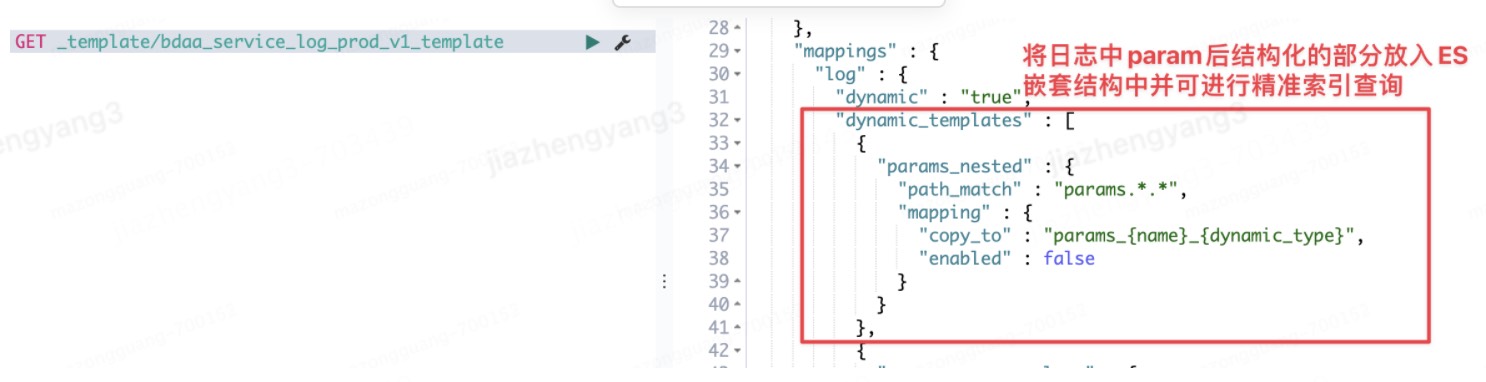 GET _template/bdaa_service_log_prod_v1_template
28 },
29 "mappings" : {
30 "log" : {
31 "dynamic" : "true",
32 "dynamic_templates" : [
33 {
34 "params_nested" : {
35 "path_match" : "params.*.*",
36 "mapping" : {
37 "copy_to" : "params_{name}_{dynamic_type}",
38 "enabled" : false
39 }
40 }
41 },
42 {
将日志中param后结构化的部分放入ES
嵌套结构中并可进行精准索引查询
jiazhengyang3
jiazhengyang3